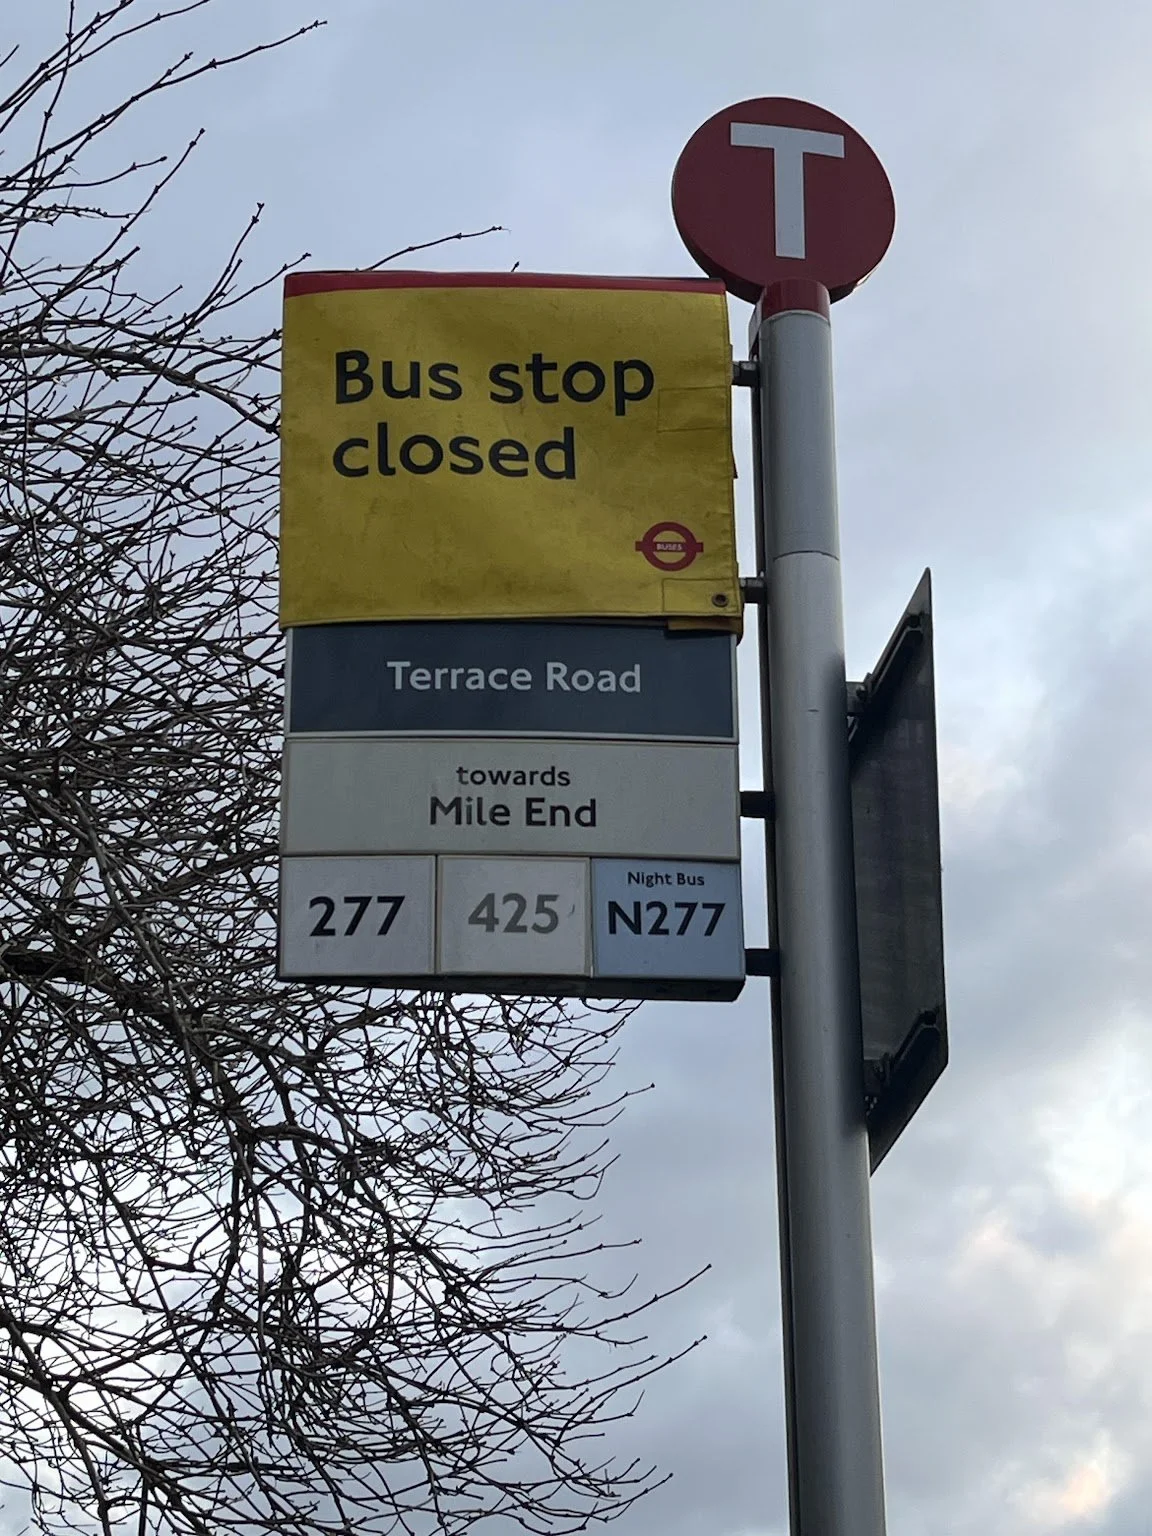 T
Bus stop
closed
BUSES
Terrace Road
towards
Mile End
277
425
Night Bus
N277